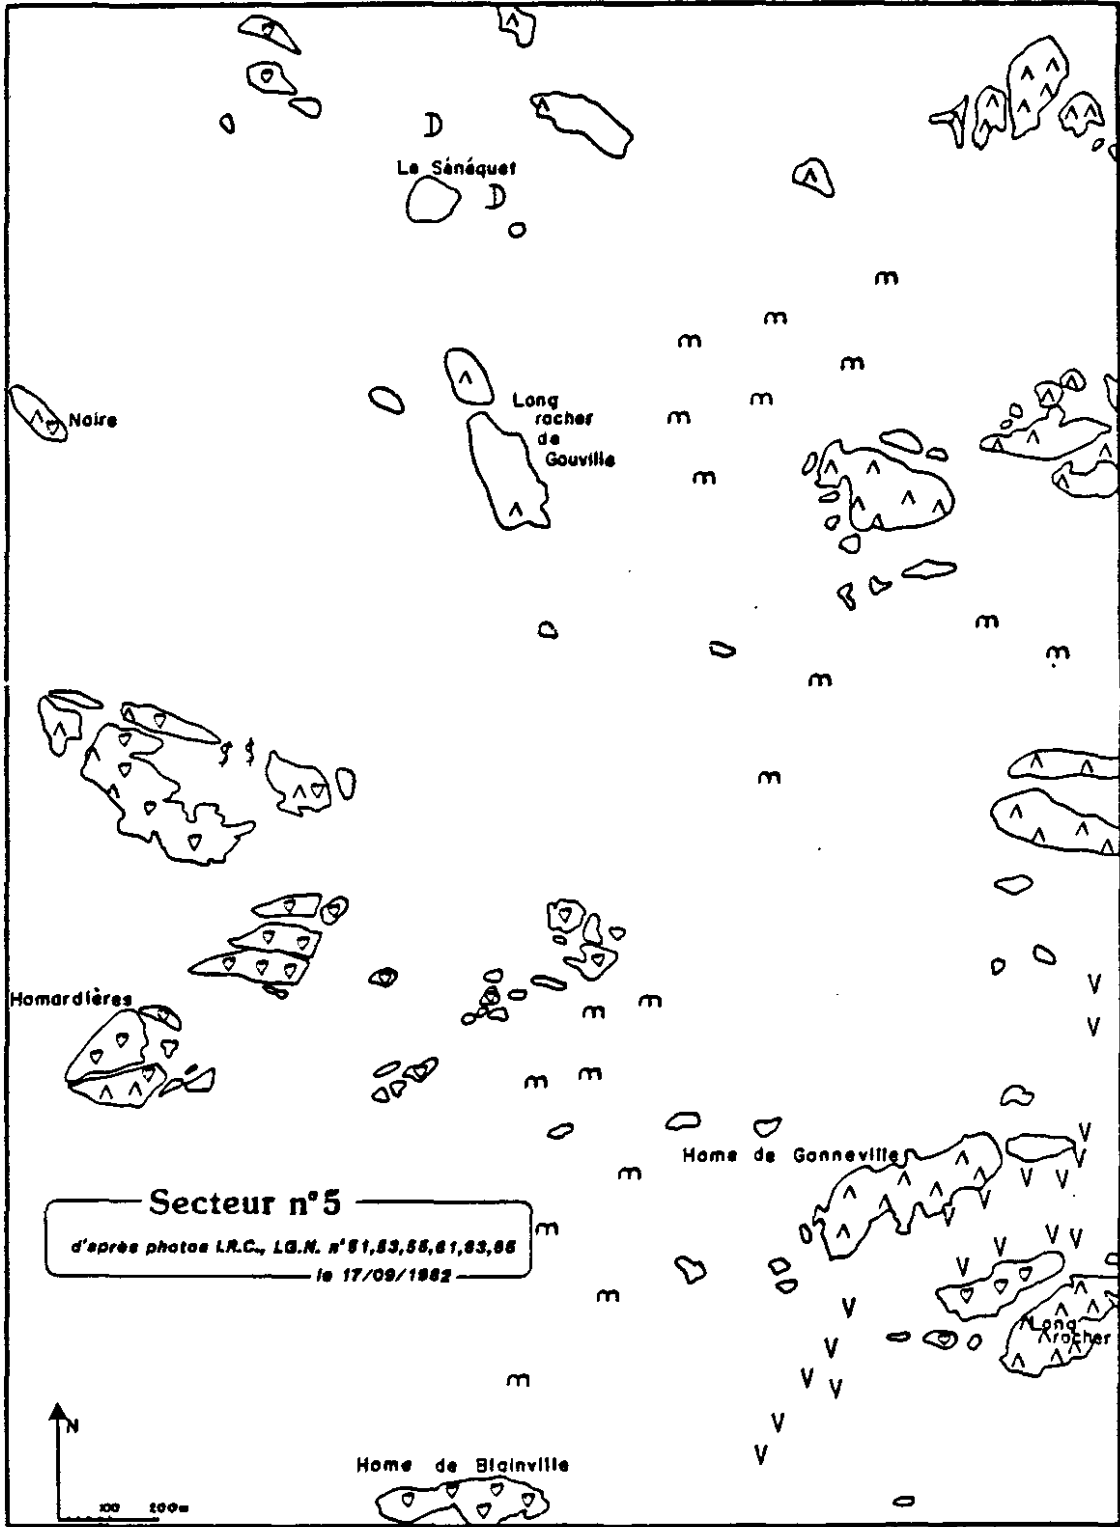 Le Sénéquet
Noire
Long
rocher
de
Gouville
Homardières
Home de Gonneville
Secteur n°5
d'après photos I.R.C., I.G.N. n°51,53,55,61,63,65
le 17/09/1982
Long
rocher
N
100 200m
Home de Blainville